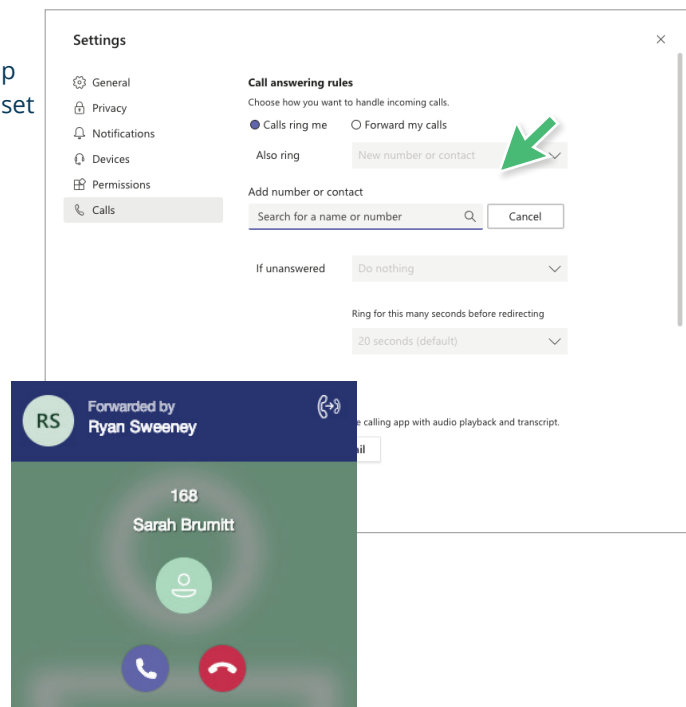 p
set
Settings
General
Privacy
Notifications
Devices
Permissions
Calls
Call answering rules
Choose how you want to handle incoming calls.
Calls ring me Forward my calls
Also ring New number or contact
Add number or contact
Search for a name or number Cancel
If unanswered Do nothing
Ring for this many seconds before redirecting
20 seconds (default)
e calling app with audio playback and transcript.
ail
RS Forwarded by
Ryan Sweeney
168
Sarah Brumitt